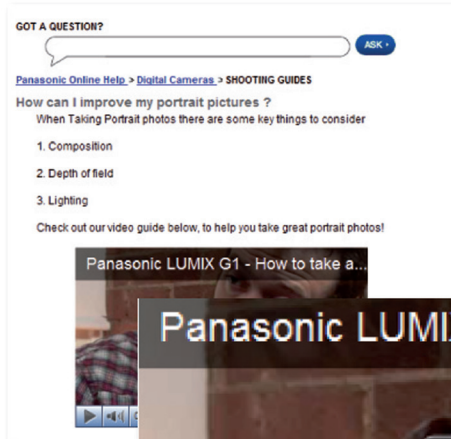 GOT A QUESTION?
ASK
Panasonic Online Help > Digital Cameras > SHOOTING GUIDES
How can I improve my portrait pictures ?
When Taking Portrait photos there are some key things to consider
1. Composition
2. Depth of field
3. Lighting
Check out our video guide below, to help you take great portrait photos!
Panasonic LUMIX G1 - How to take a...
Panasonic LUMIX